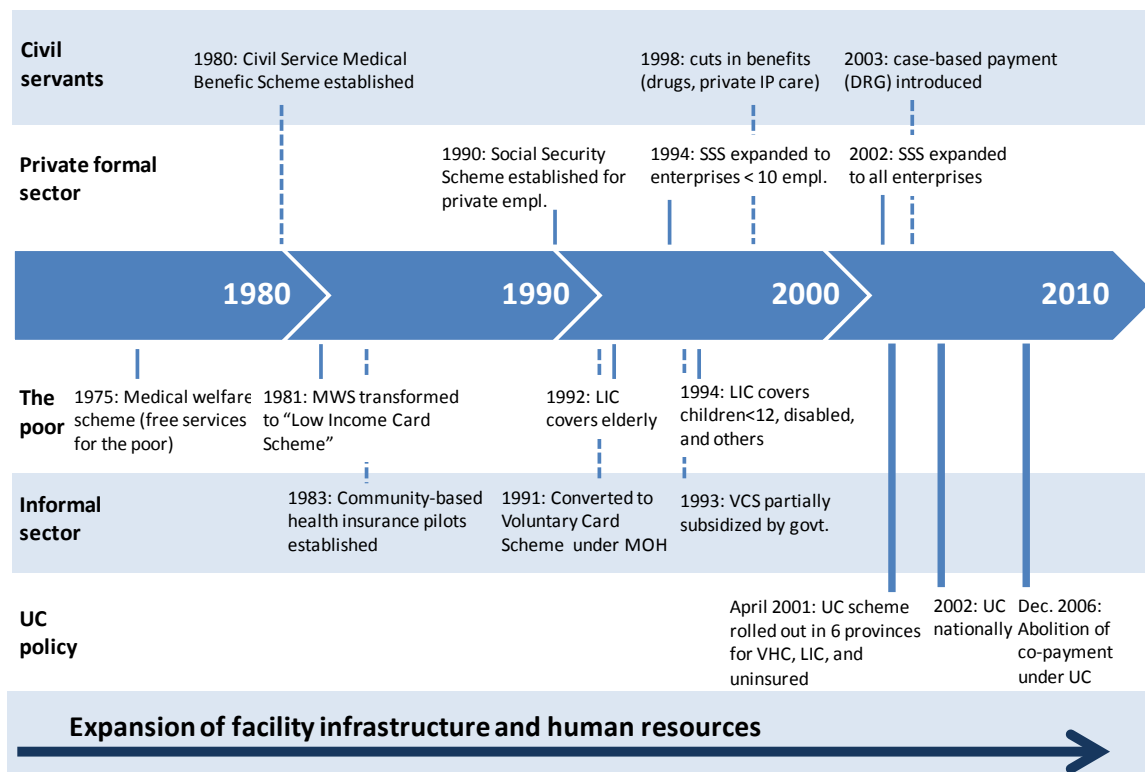 Civil
servants
1980: Civil Service Medical
Benefic Scheme established
1998: cuts in benefits
(drugs, private IP care)
2003: case-based payment
(DRG) introduced
Private formal
sector
1990: Social Security
Scheme established for
private empl.
1994: SSS expanded to
enterprises < 10 empl.
2002: SSS expanded
to all enterprises
1980
1990
2000
2010
The
poor
1975: Medical welfare
scheme (free services
for the poor)
1981: MWS transformed
to “Low Income Card
Scheme”
1992: LIC
covers elderly
1994: LIC covers
children<12, disabled,
and others
Informal
sector
1983: Community-based
health insurance pilots
established
1991: Converted to
Voluntary Card
Scheme under MOH
1993: VCS partially
subsidized by govt.
UC
policy
April 2001: UC scheme
rolled out in 6 provinces
for VHC, LIC, and
uninsured
2002: UC
nationally
Dec. 2006:
Abolition of
co-payment
under UC
Expansion of facility infrastructure and human resources